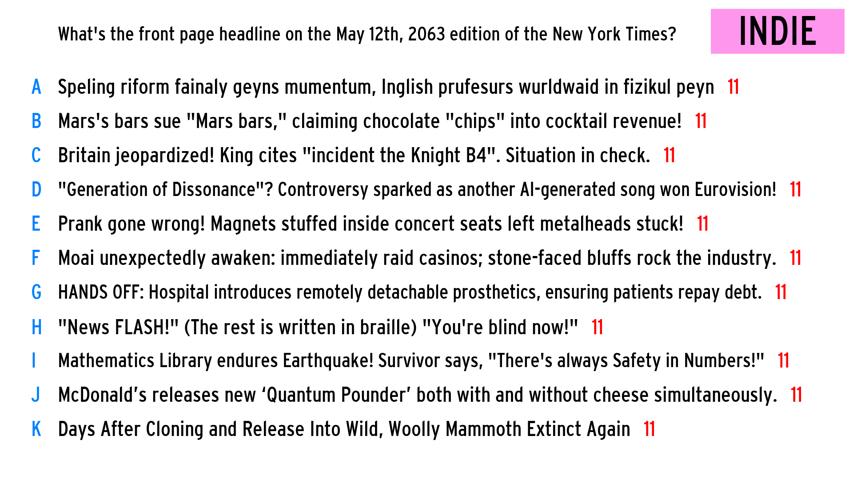 What's the front page headline on the May 12th, 2063 edition of the New York Times?
INDIE
A Speling riform fainaly geyns mumentum, Inglish prufesurs wurldwaid in fizikul peyn 11
B Mars's bars sue "Mars bars," claiming chocolate "chips" into cocktail revenue! 11
C Britain jeopardized! King cites "incident the Knight B4". Situation in check. 11
D "Generation of Dissonance"? Controversy sparked as another AI-generated song won Eurovision! 11
E Prank gone wrong! Magnets stuffed inside concert seats left metalheads stuck! 11
F Moai unexpectedly awaken: immediately raid casinos; stone-faced bluffs rock the industry. 11
G HANDS OFF: Hospital introduces remotely detachable prosthetics, ensuring patients repay debt. 11
H "News FLASH!" (The rest is written in braille) "You're blind now!" 11
I Mathematics Library endures Earthquake! Survivor says, "There's always Safety in Numbers!" 11
J McDonald’s releases new ‘Quantum Pounder’ both with and without cheese simultaneously. 11
K Days After Cloning and Release Into Wild, Woolly Mammoth Extinct Again 11